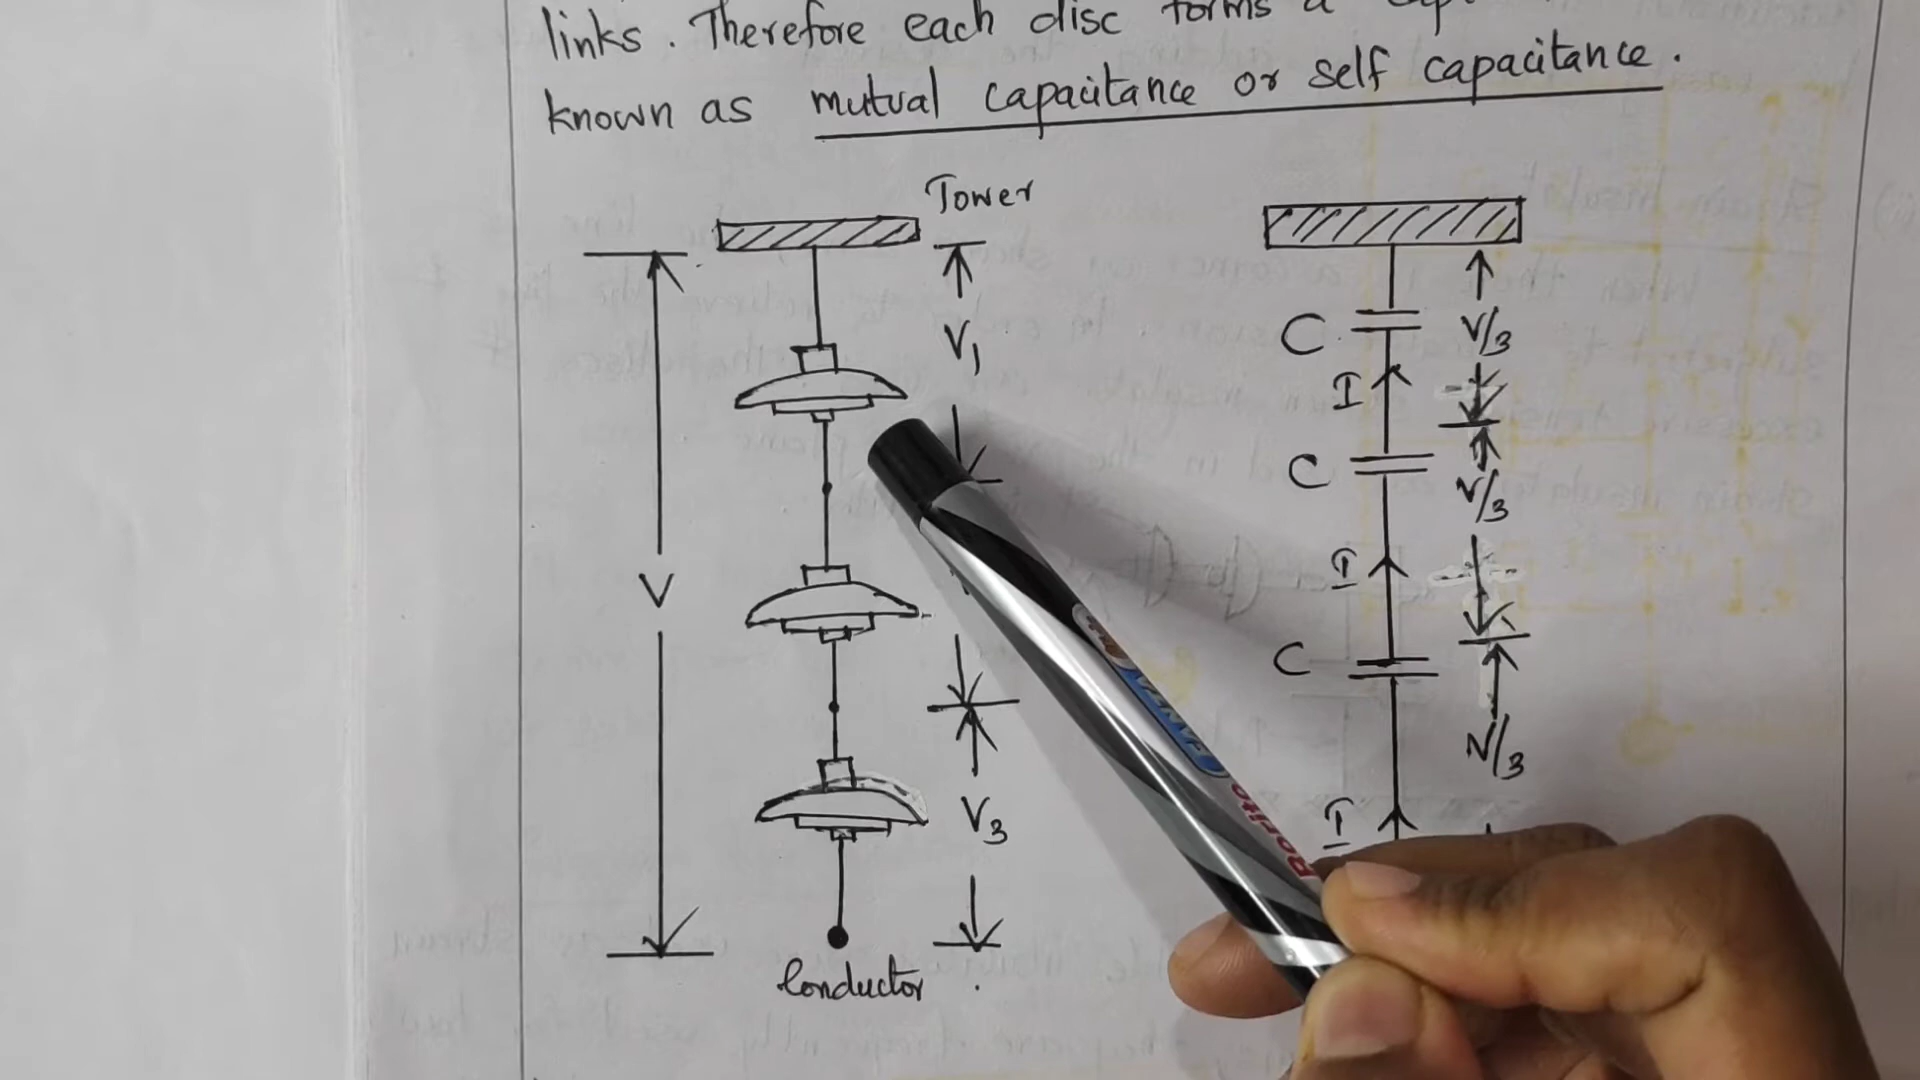 links. Therefore each disc forms a
known as mutual capacitance or self capacitance.
Tower
V1
V
V3
Conductor
C
V/3
I
C
V/3
I
C
V/3
I
Rorito